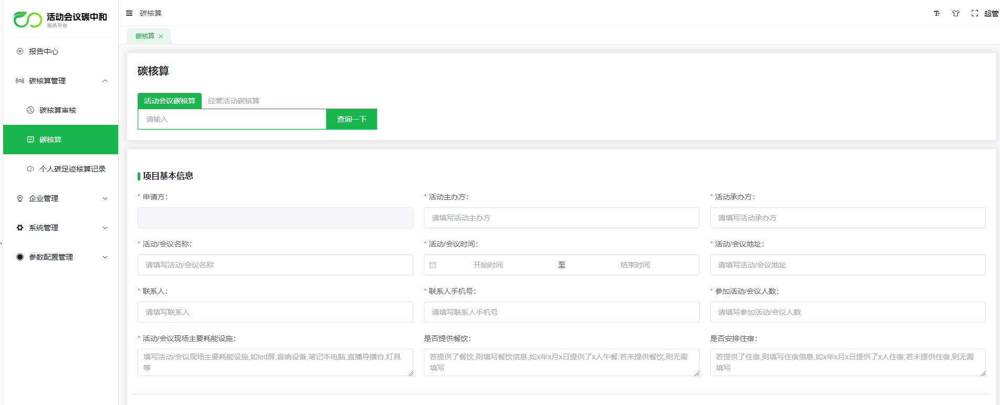 活动会议碳中和
服务平台
报告中心
碳核算管理
碳核算审核
碳核算
个人碳足迹核算记录
企业管理
系统管理
参数配置管理
碳核算
超管
碳核算
碳核算
活动会议碳核算 经营活动碳核算
请输入 查询一下
项目基本信息
* 申请方: * 活动主办方: * 活动承办方:
请填写活动主办方 请填写活动承办方
* 活动/会议名称: * 活动/会议时间: * 活动/会议地址:
请填写活动/会议名称 开始时间 至 结束时间 请填写活动/会议地址
* 联系人: * 联系人手机号: * 参加活动/会议人数:
请填写联系人 请填写联系人手机号 请填写参加活动/会议人数
* 活动/会议现场主要耗能设施: 是否提供餐饮: 是否安排住宿:
填写活动/会议现场主要耗能设施,如led屏,音响设备,笔记本电脑,直播导播台,灯具
等
若提供了餐饮,则填写餐饮信息,如x年x月x日提供了x人午餐;若未提供餐饮,则无需
填写
若提供了住宿,则填写住宿信息,如x年x月x日提供了x人住宿;若未提供住宿,则无需
填写